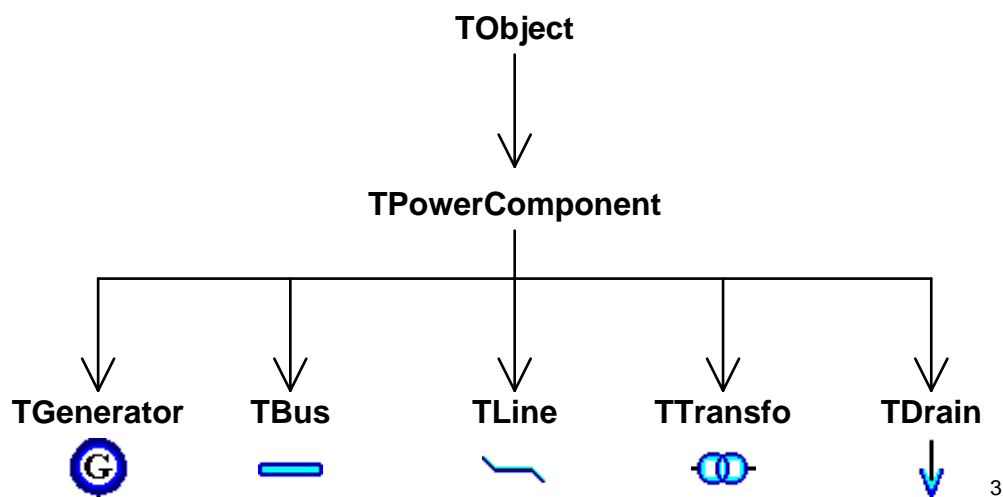 TObject
TPowerComponent
TGenerator TBus TLine TTransfo TDrain
G
3